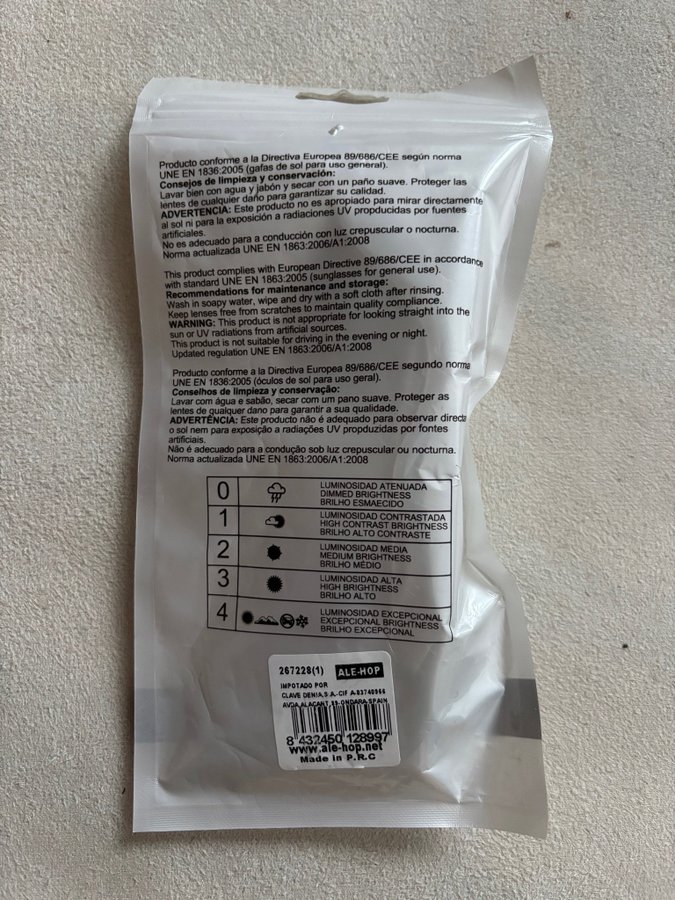 Producto conforme a la Directiva Europea 89/686/CEE según norma
UNE EN 1836:2005 (gafas de sol para uso general).
Consejos de limpieza y conservación:
Lavar bien con agua y jabón y secar con un paño suave. Proteger las
lentes de cualquier daño para garantizar su calidad.
ADVERTENCIA: Este producto no es apropiado para mirar directamente
al sol ni para la exposición a radiaciones UV propduzidas por fuentes
artificiales.
No es adecuado para a conducción con luz crepuscular o nocturna.
Norma actualizada UNE EN 1863:2006/A1:2008
This product complies with European Directive 89/686/CEE in accordance
with standard UNE EN 1863:2005 (sunglasses for general use).
Recommendations for maintenance and storage:
Wash in soapy water, wipe and dry with a soft cloth after rinsing.
Keep lenses free from scratches to maintain quality compliance.
WARNING: This product is not appropriate for looking straight into the
sun or UV radiations from artificial sources.
This product is not suitable for driving in the evening or night.
Updated regulation UNE EN 1863:2006/A1:2008
Producto conforme a la Directiva Europea 89/686/CEE segundo norma
UNE EN 1836:2005 (óculos de sol para uso geral).
Conselhos de limpieza y conservação:
Lavar com água e sabão, secar com um pano suave. Proteger as
lentes de qualquer dano para garantir a sua qualidade.
ADVERTÊNCIA: Este producto não é adequado para observar directa
o sol nem para exposição a radiações UV propduzidas por fontes
artificiais.
Não é adecuado para a condução sob luz crepuscular ou nocturna.
Norma actualizada UNE EN 1863:2006/A1:2008
0 LUMINOSIDAD ATENUADA
DIMMED BRIGHTNESS
BRILHO ESMAECIDO
1 LUMINOSIDAD CONTRASTADA
HIGH CONTRAST BRIGHTNESS
BRILHO ALTO CONTRASTE
2 LUMINOSIDAD MEDIA
MEDIUM BRIGHTNESS
BRILHO MÉDIO
3 LUMINOSIDAD ALTA
HIGH BRIGHTNESS
BRILHO ALTO
4 LUMINOSIDAD EXCEPCIONAL
EXCEPCIONAL BRIGHTNESS
BRILHO EXCEPCIONAL
267228(1) ALE-HOP
IMPOTADO POR
CLAVE DENIA,S.A.-CIF A-03740966
AVDA.ALACANT,89.ONDARA-SPAIN
8 432450 128997
www.ale-hop.net
Made in P.R.C